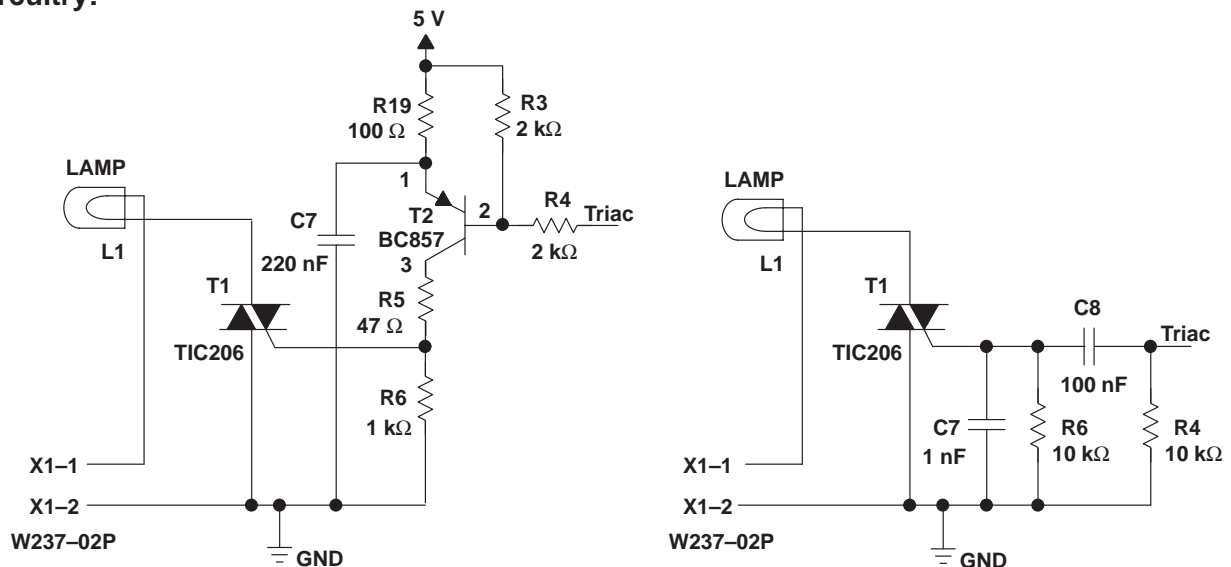 5 V
R19
100 Ω
R3
2 kΩ
LAMP
L1
1
T2
BC857
2
3
R4
2 kΩ
Triac
C7
220 nF
T1
TIC206
R5
47 Ω
R6
1 kΩ
X1–1
X1–2
W237–02P
GND
LAMP
L1
T1
TIC206
C8
100 nF
Triac
C7
1 nF
R6
10 kΩ
R4
10 kΩ
X1–1
X1–2
W237–02P
GND